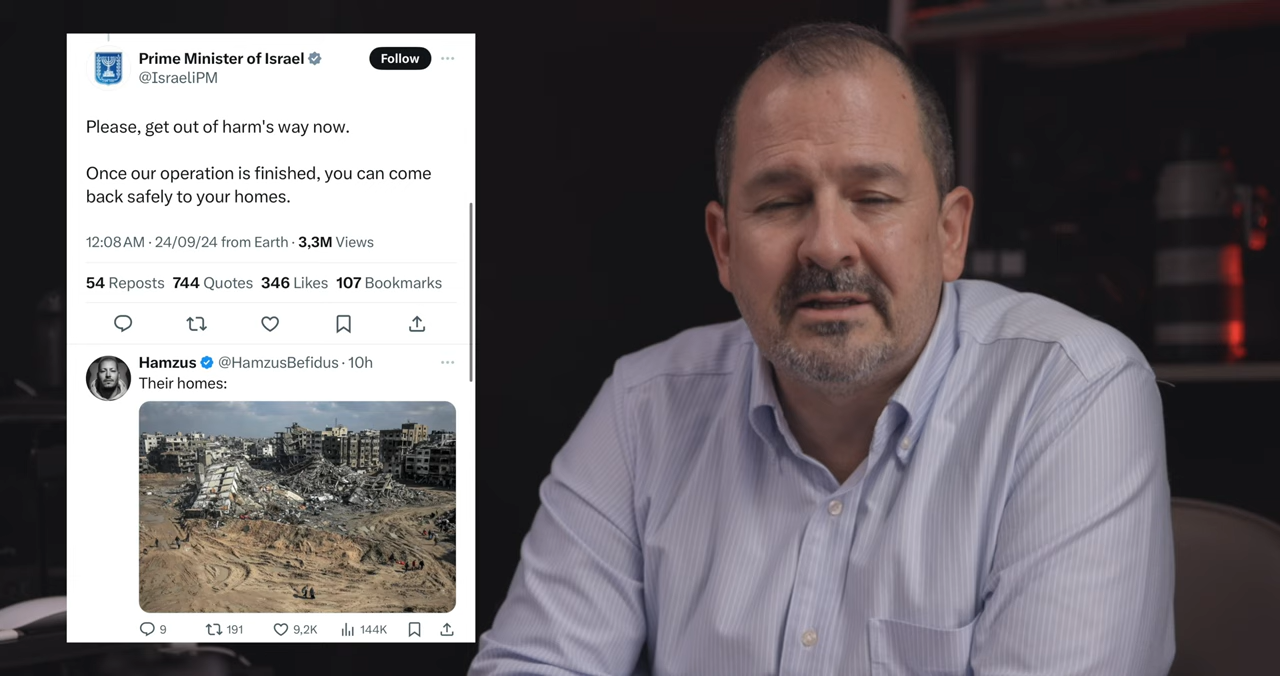 Prime Minister of Israel
Follow
@IsraeliPM
Please, get out of harm's way now.
Once our operation is finished, you can come
back safely to your homes.
12:08 AM · 24/09/24 from Earth · 3,3M Views
54 Reposts 744 Quotes 346 Likes 107 Bookmarks
Hamzus @HamzusBefidus · 10h
Their homes:
9 191 9,2K 144K